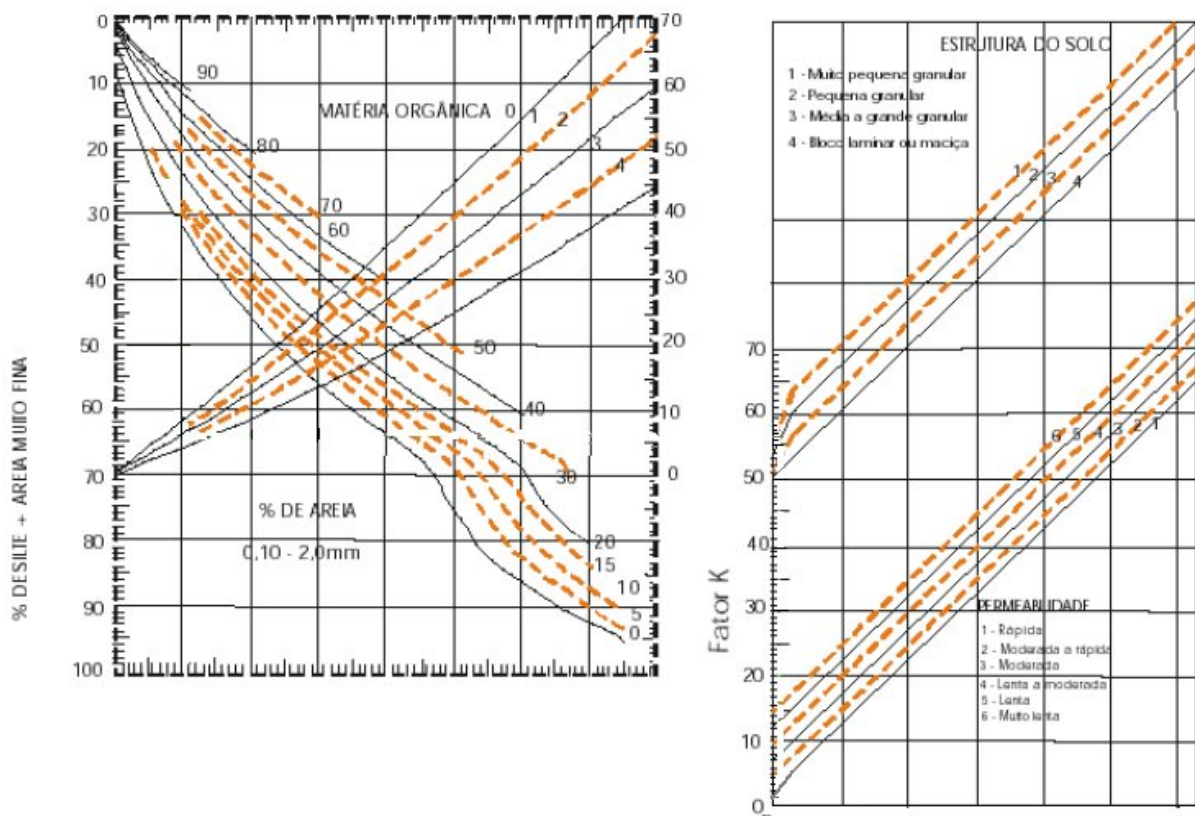 0
10
20
30
40
50
60
70
80
90
100
% DESILTE + AREIA MUITO FINA
90
80
70
60
50
40
30
20
15
10
5
0
MATÉRIA ORGÂNICA 0 1 2 3 4
% DE AREIA
0,10 - 2,0mm
70
60
50
40
30
20
10
0
ESTRUTURA DO SOLO
1 - Muito pequena granular
2 - Pequena granular
3 - Média a grande granular
4 - Bloco laminar ou maciça
1 2 3 4
70
60
50
40
30
20
10
0
Fator K
6 5 4 3 2 1
PERMEABILIDADE
1 - Rápida
2 - Moderada a rápida
3 - Moderada
4 - Lenta a moderada
5 - Lenta
6 - Muito lenta